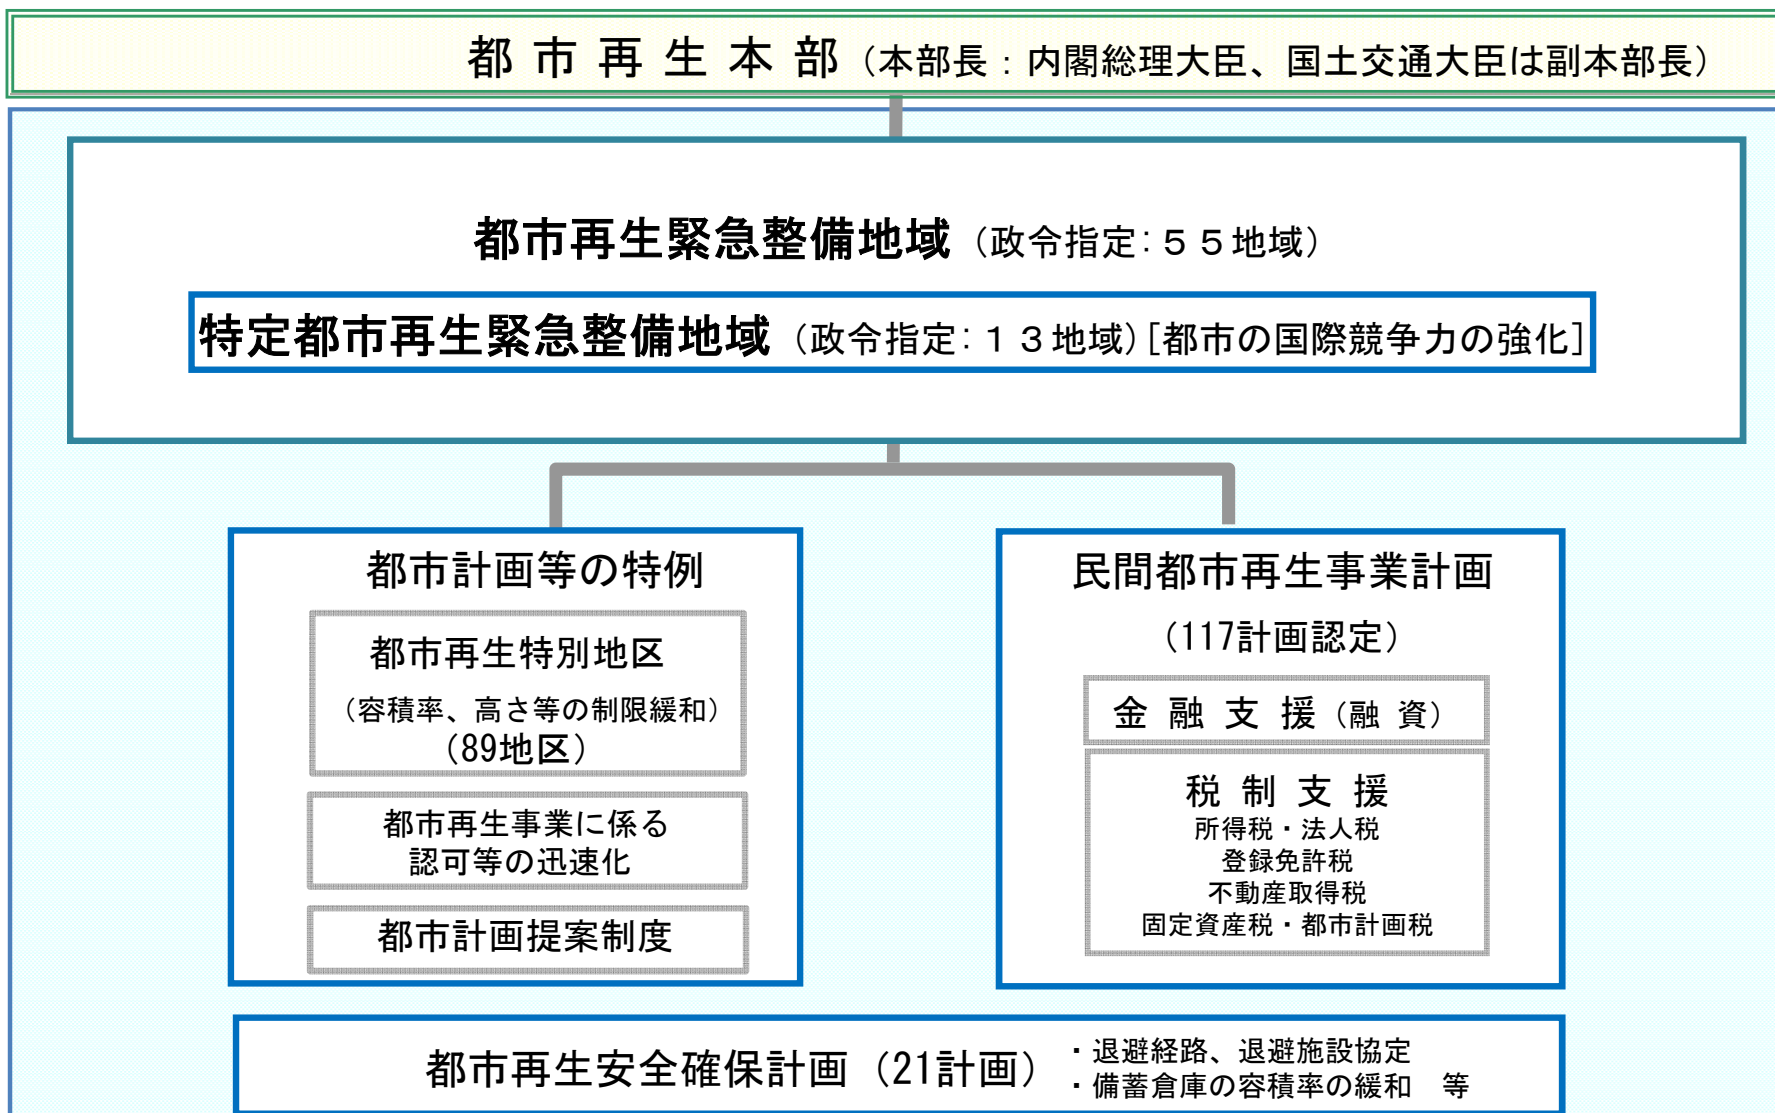 都市再生本部（本部長：内閣総理大臣、国土交通大臣は副本部長）
都市再生緊急整備地域（政令指定：５５地域）
特定都市再生緊急整備地域（政令指定：１３地域）[都市の国際競争力の強化]
都市計画等の特例
都市再生特別地区
（容積率、高さ等の制限緩和）
（89地区）
都市再生事業に係る
認可等の迅速化
都市計画提案制度
民間都市再生事業計画
（117計画認定）
金融支援（融資）
税制支援
所得税・法人税
登録免許税
不動産取得税
固定資産税・都市計画税
都市再生安全確保計画（21計画）
・退避経路、退避施設協定
・備蓄倉庫の容積率の緩和　等